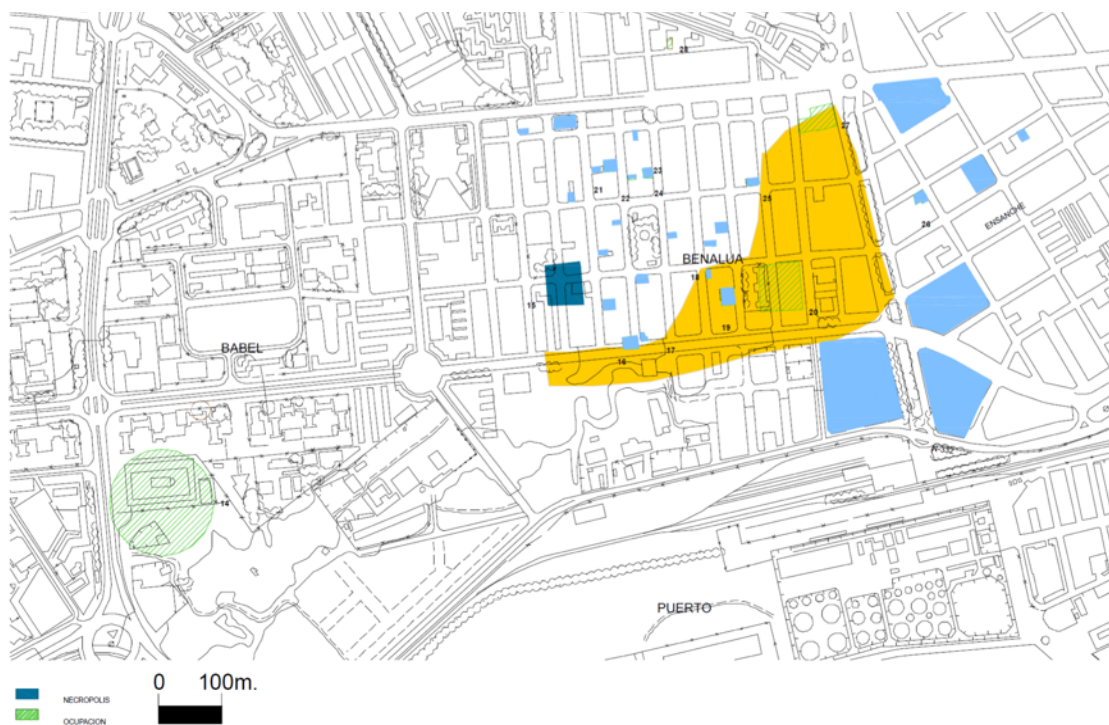 28
27
23
21
22
24
25
26
ENSANCHE
BENALUA
18
15
20
19
BABEL
17
16
N-332
14
PUERTO
0 100m.
NECROPOLIS
OCUPACION